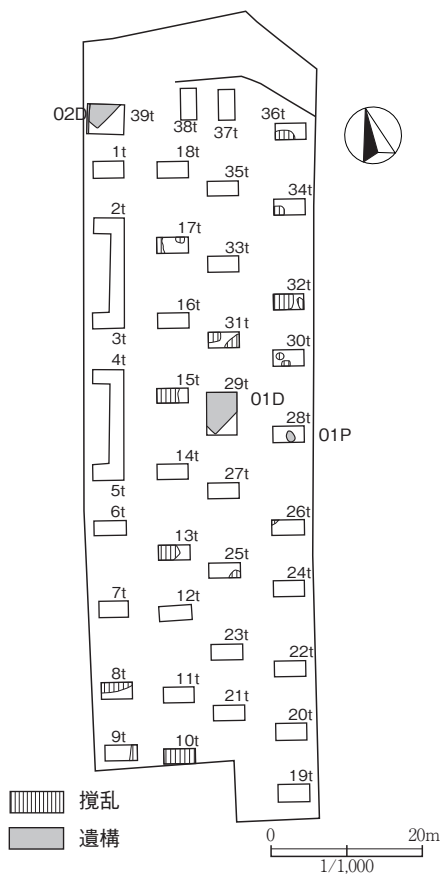 02D
39t
38t
37t
36t
1t
18t
35t
34t
2t
17t
33t
32t
16t
3t
31t
30t
4t
15t
29t
01D
28t
01P
14t
27t
5t
6t
26t
13t
25t
24t
7t
12t
23t
22t
8t
11t
21t
20t
9t
10t
19t
撹乱
遺構
0
20m
1/1,000